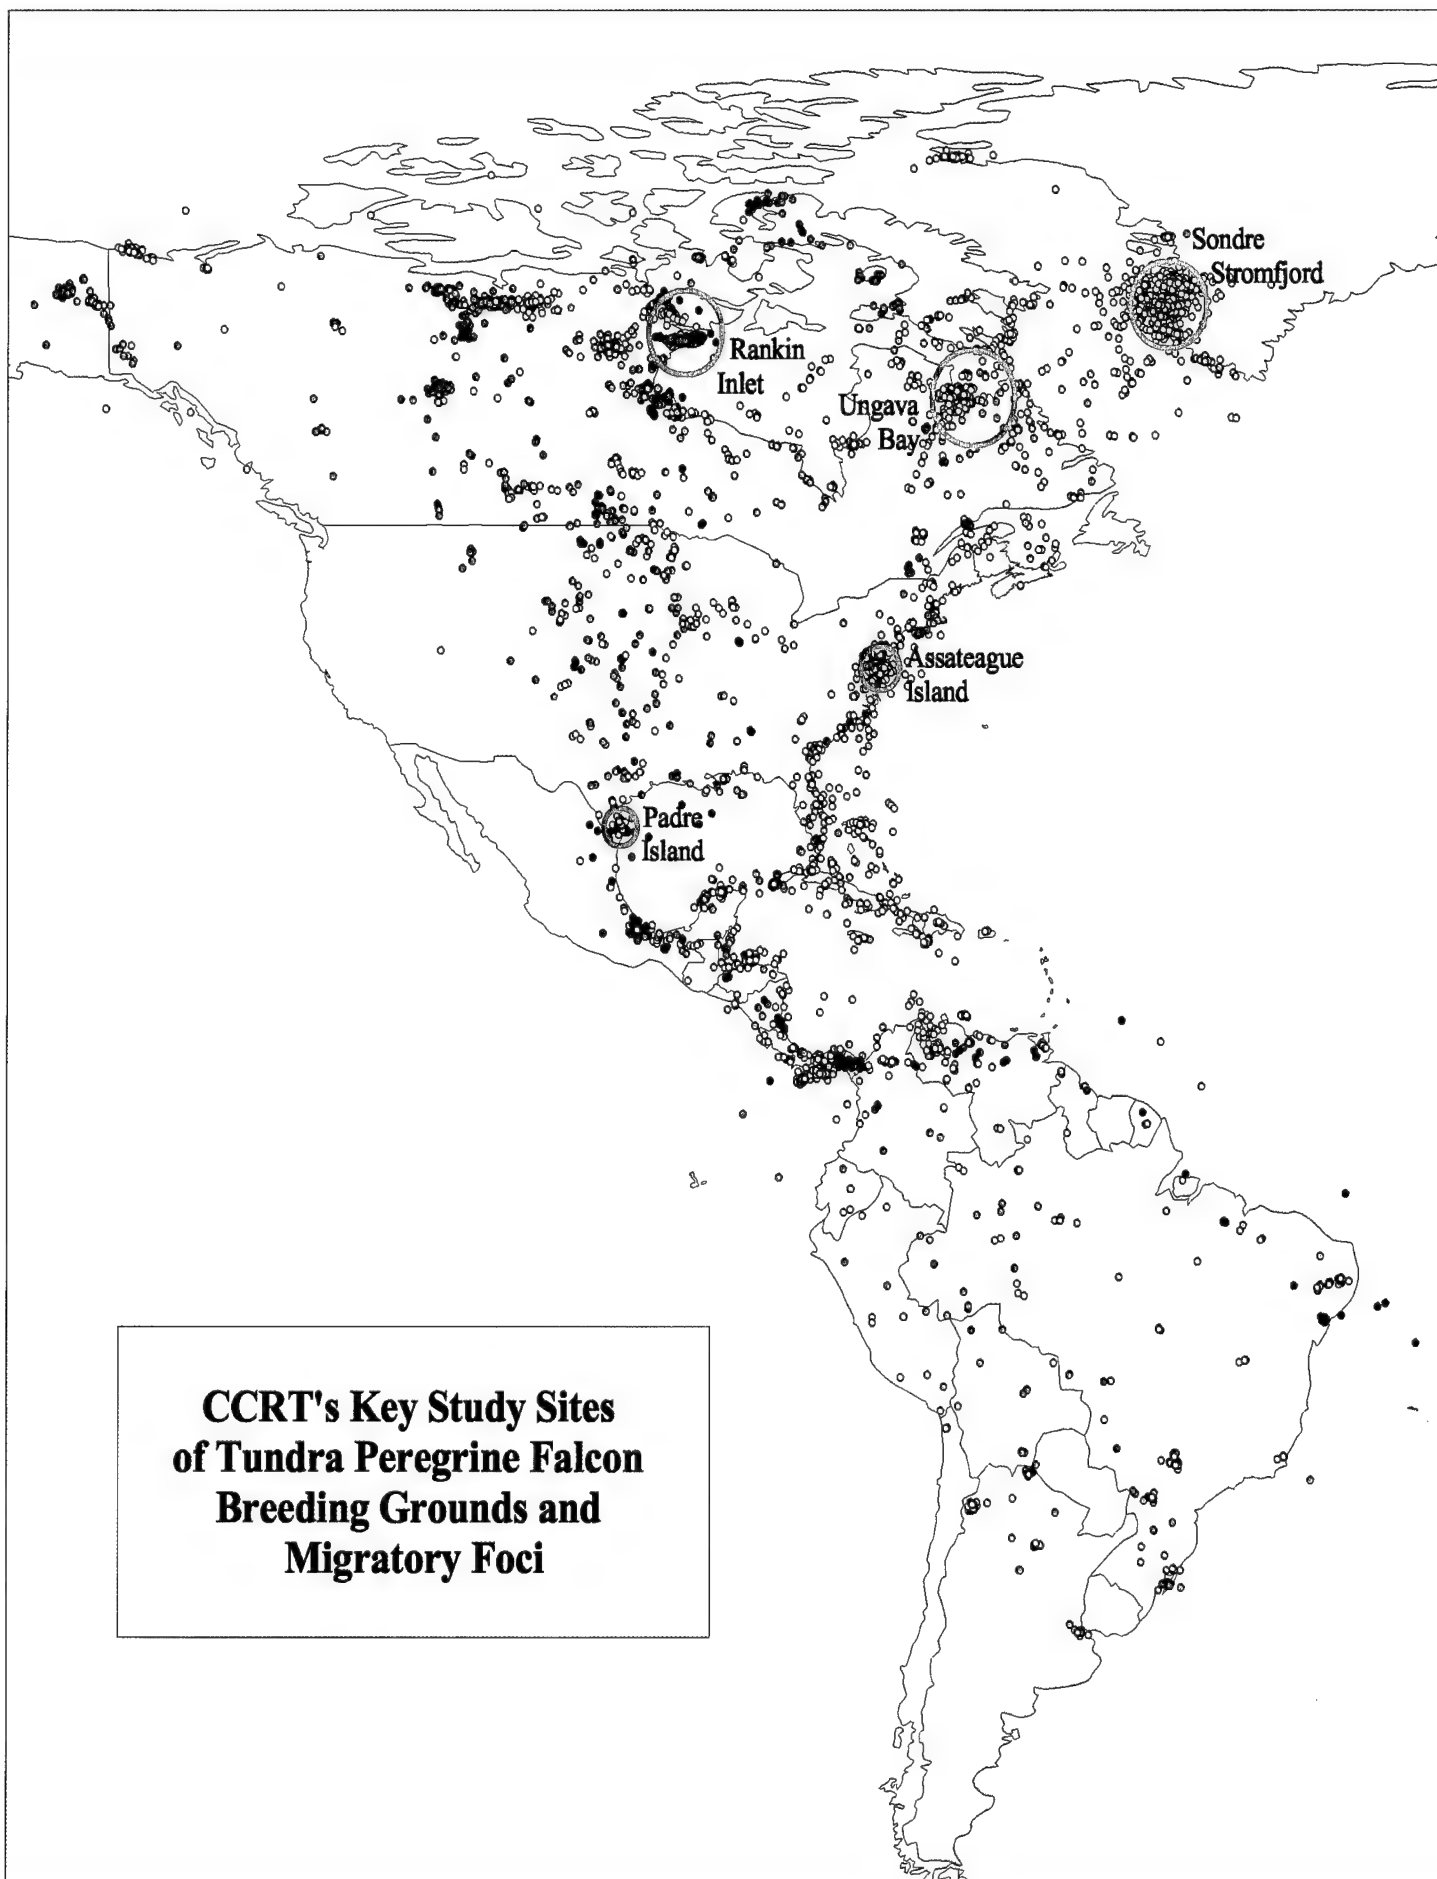 Sondre
Stromfjord
Rankin
Inlet
Ungava
Bay
Assateague
Island
Padre
Island
CCRT's Key Study Sites
of Tundra Peregrine Falcon
Breeding Grounds and
Migratory Foci